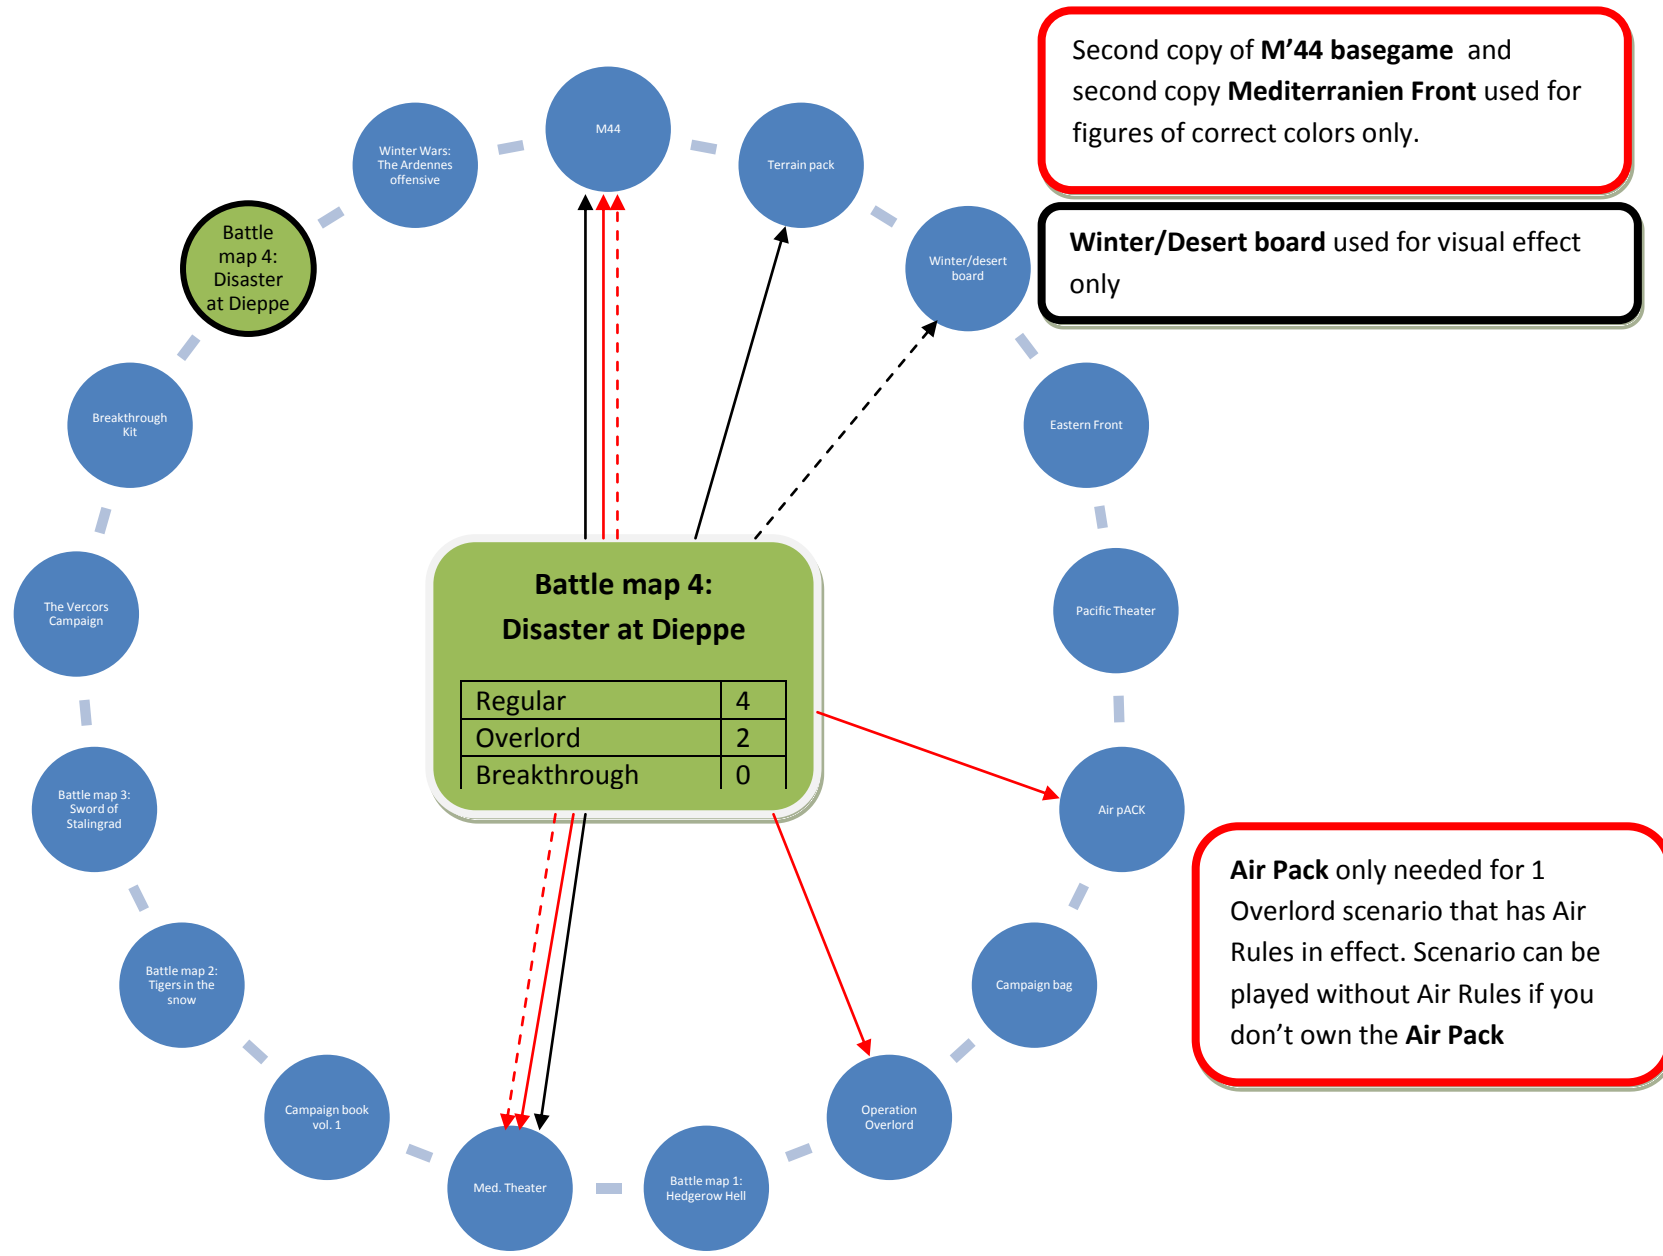 Second copy of M’44 basegame and
second copy Mediterranien Front used for
figures of correct colors only.
Winter/Desert board used for visual effect
only
M44
Terrain pack
Winter/desert
board
Eastern Front
Pacific Theater
Air pACK
Campaign bag
Operation
Overlord
Battle map 1:
Hedgerow Hell
Med. Theater
Campaign book
vol. 1
Battle map 2:
Tigers in the
snow
Battle map 3:
Sword of
Stalingrad
The Vercors
Campaign
Breakthrough
Kit
Battle
map 4:
Disaster
at Dieppe
Winter Wars:
The Ardennes
offensive
Battle map 4:
Disaster at Dieppe
Regular 4
Overlord 2
Breakthrough 0
Air Pack only needed for 1
Overlord scenario that has Air
Rules in effect. Scenario can be
played without Air Rules if you
don’t own the Air Pack